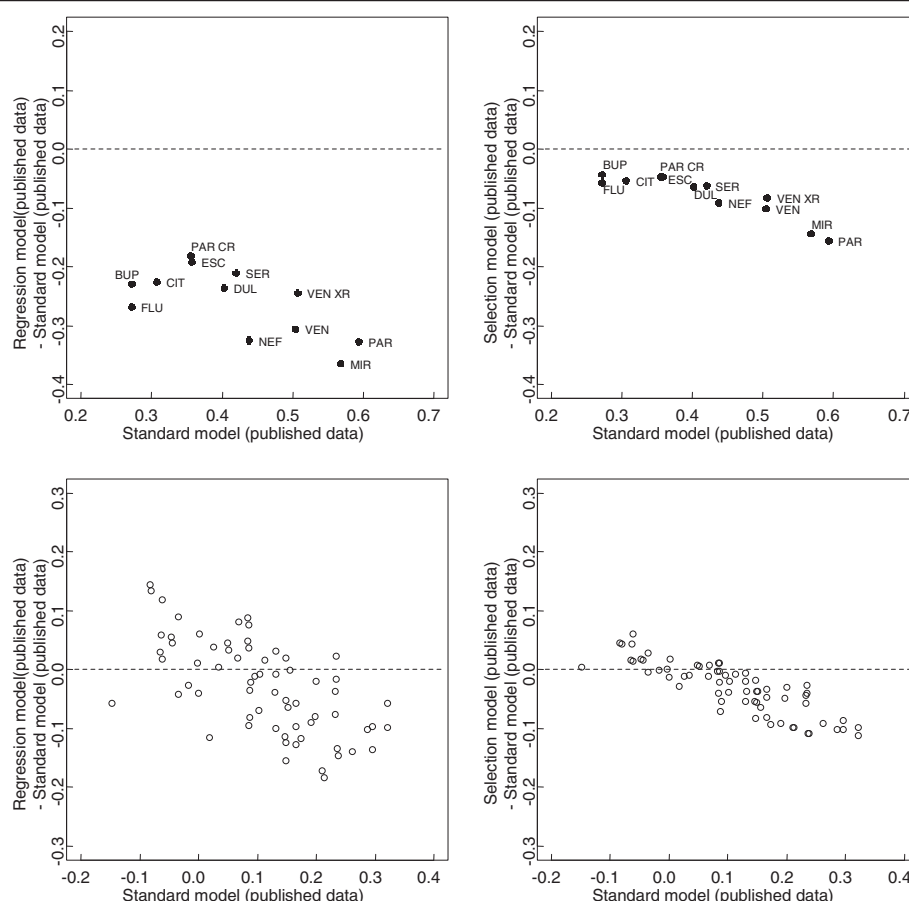 Regression model(published data)
- Standard model (published data)
0.2
0.1
0.0
-0.1
-0.2
-0.3
-0.4
PAR CR
ESC
BUP
CIT
SER
DUL
VEN XR
FLU
NEF
VEN
PAR
MIR
0.2 0.3 0.4 0.5 0.6 0.7
Standard model (published data)
Selection model (published data)
- Standard model (published data)
0.2
0.1
0.0
-0.1
-0.2
-0.3
-0.4
BUP
PAR CR
CIT
ESC
FLU
DUL
SER
NEF
VEN XR
VEN
MIR
PAR
0.2 0.3 0.4 0.5 0.6 0.7
Standard model (published data)
Regression model(published data)
- Standard model (published data)
0.3
0.2
0.1
0.0
-0.1
-0.2
-0.3
-0.2 -0.1 0.0 0.1 0.2 0.3 0.4
Standard model (published data)
Selection model (published data)
- Standard model (published data)
0.3
0.2
0.1
0.0
-0.1
-0.2
-0.3
-0.2 -0.1 0.0 0.1 0.2 0.3 0.4
Standard model (published data)